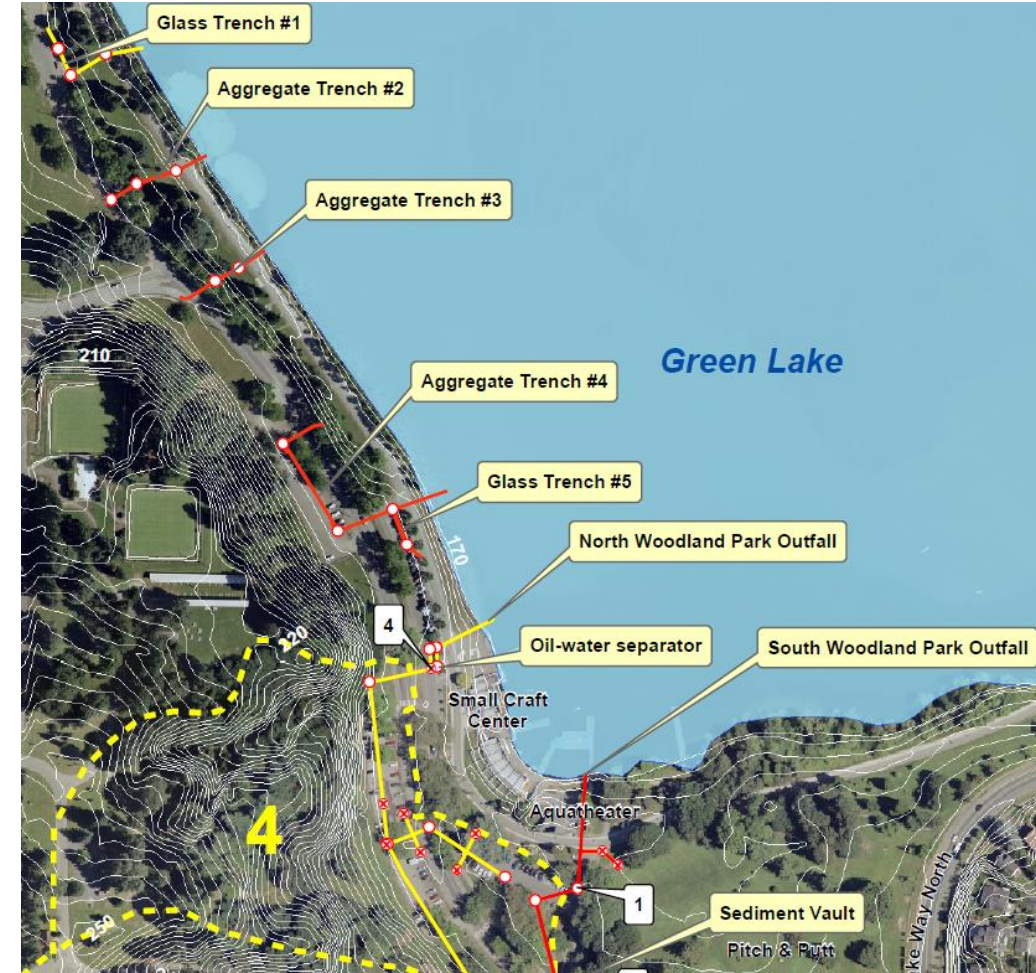 Glass Trench #1
Aggregate Trench #2
Aggregate Trench #3
210
Green Lake
Aggregate Trench #4
Glass Trench #5
170
North Woodland Park Outfall
4
220
Oil-water separator
South Woodland Park Outfall
Small Craft
Center
4
Aquatheater
1
Sediment Vault
Way North
250
Pitch & Putt